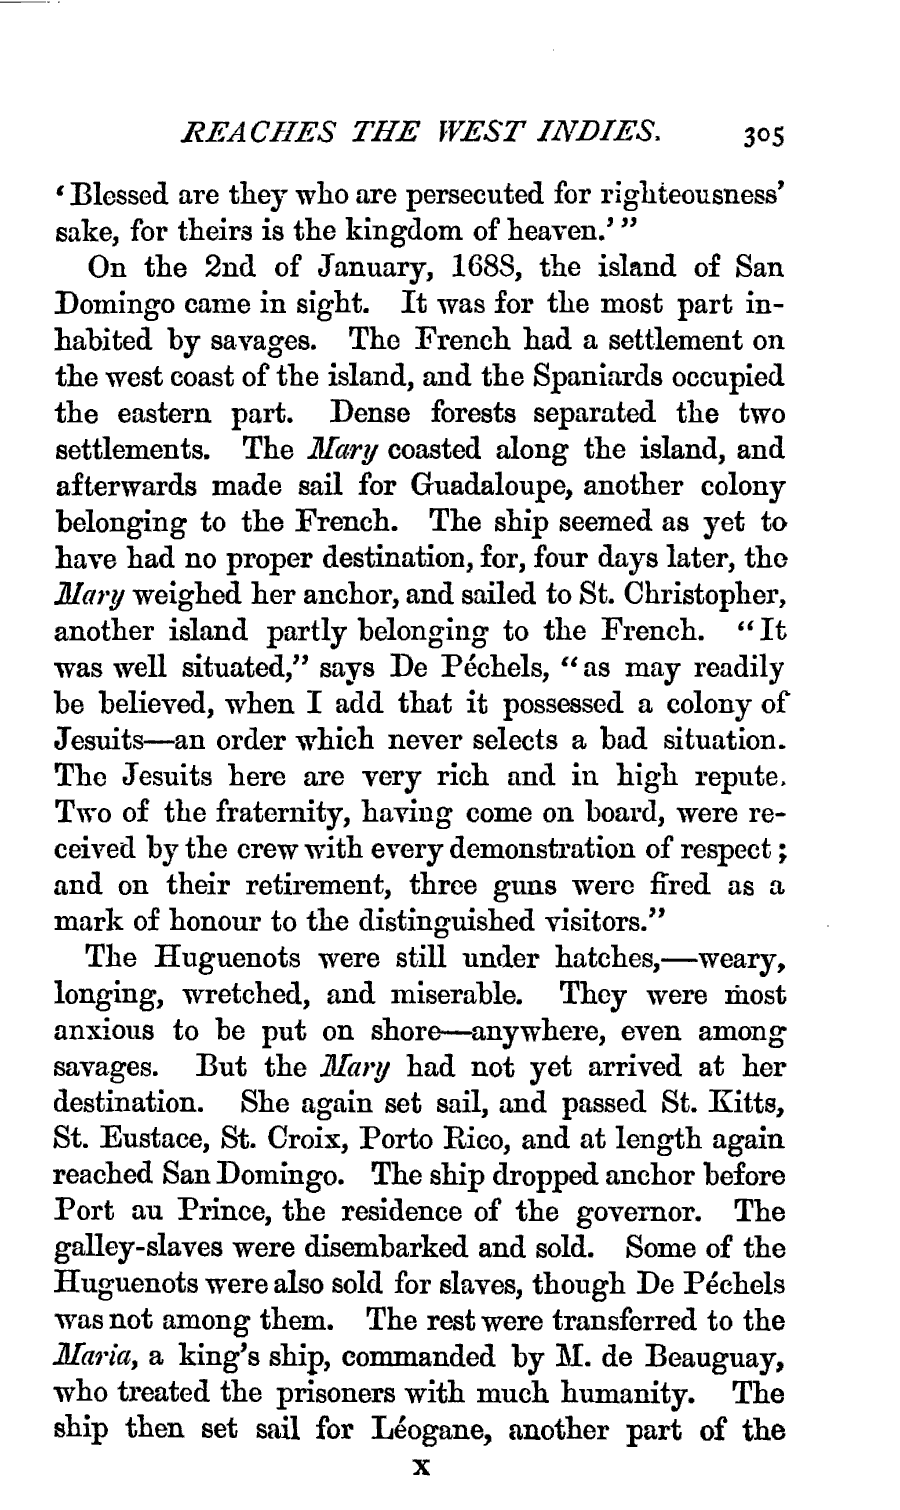 REACHES THE WEST INDIES. 305
‘Blessed are they who are persecuted for righteousness’
sake, for theirs is the kingdom of heaven.’”
On the 2nd of January, 1688, the island of San
Domingo came in sight. It was for the most part in-
habited by savages. The French had a settlement on
the west coast of the island, and the Spaniards occupied
the eastern part. Dense forests separated the two
settlements. The Mary coasted along the island, and
afterwards made sail for Guadaloupe, another colony
belonging to the French. The ship seemed as yet to
have had no proper destination, for, four days later, the
Mary weighed her anchor, and sailed to St. Christopher,
another island partly belonging to the French. “It
was well situated,” says De Péchels, “as may readily
be believed, when I add that it possessed a colony of
Jesuits—an order which never selects a bad situation.
The Jesuits here are very rich and in high repute.
Two of the fraternity, having come on board, were re-
ceived by the crew with every demonstration of respect;
and on their retirement, three guns were fired as a
mark of honour to the distinguished visitors.”
The Huguenots were still under hatches,—weary,
longing, wretched, and miserable. They were most
anxious to be put on shore—anywhere, even among
savages. But the Mary had not yet arrived at her
destination. She again set sail, and passed St. Kitts,
St. Eustace, St. Croix, Porto Rico, and at length again
reached San Domingo. The ship dropped anchor before
Port au Prince, the residence of the governor. The
galley-slaves were disembarked and sold. Some of the
Huguenots were also sold for slaves, though De Péchels
was not among them. The rest were transferred to the
Maria, a king’s ship, commanded by M. de Beauguay,
who treated the prisoners with much humanity. The
ship then set sail for Léogane, another part of the
X